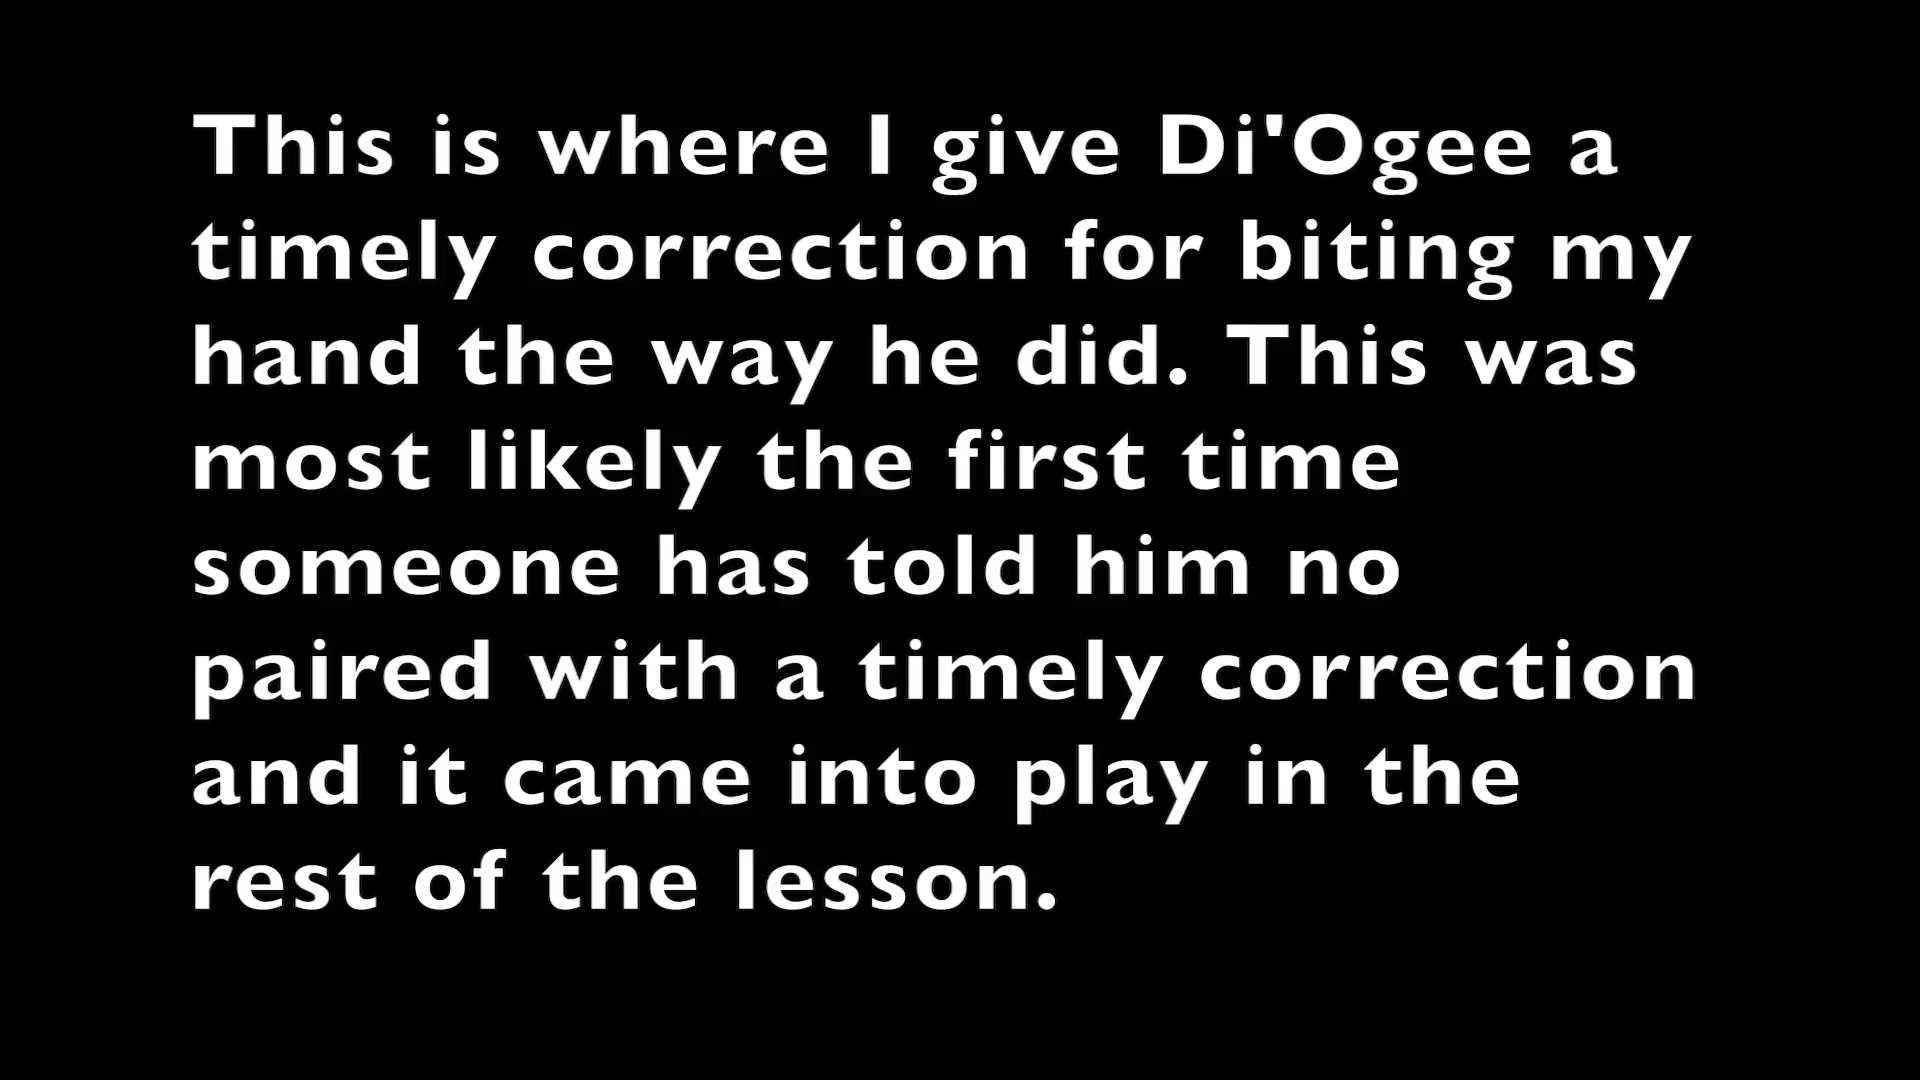 This is where I give Di'Ogee a
timely correction for biting my
hand the way he did. This was
most likely the first time
someone has told him no
paired with a timely correction
and it came into play in the
rest of the lesson.